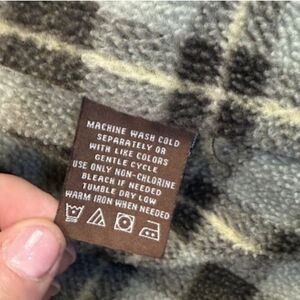 MACHINE WASH COLD
SEPARATELY OR
WITH LIKE COLORS
GENTLE CYCLE
USE ONLY NON-CHLORINE
BLEACH IF NEEDED
TUMBLE DRY LOW
WARM IRON WHEN NEEDED